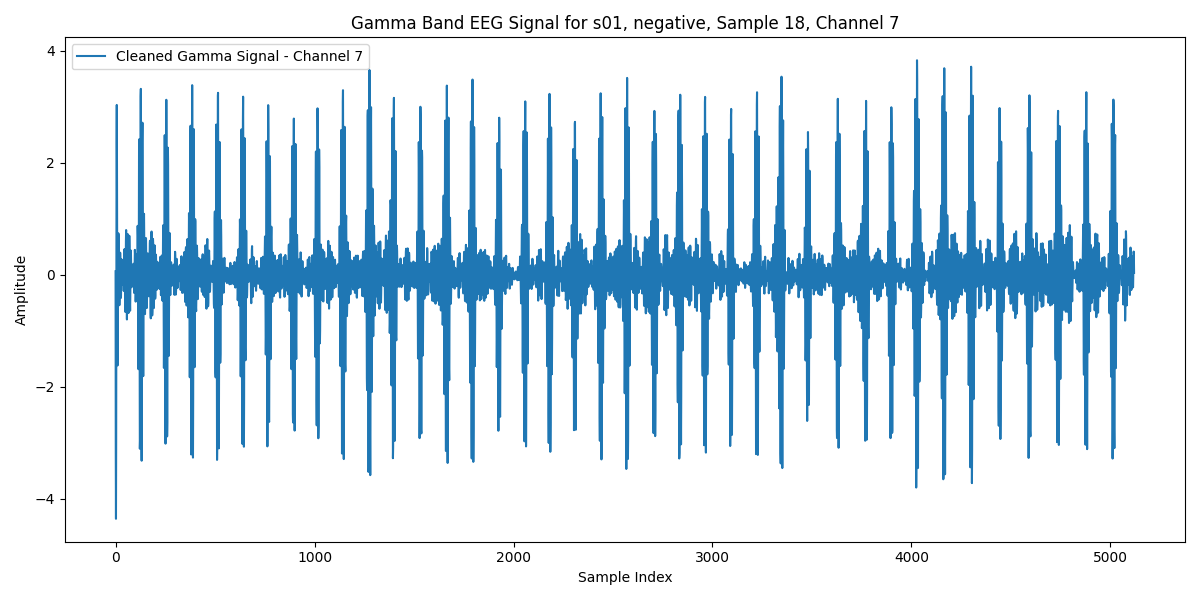 Gamma Band EEG Signal for s01, negative, Sample 18, Channel 7
Cleaned Gamma Signal - Channel 7
Amplitude
4
2
0
−2
−4
0 1000 2000 3000 4000 5000
Sample Index